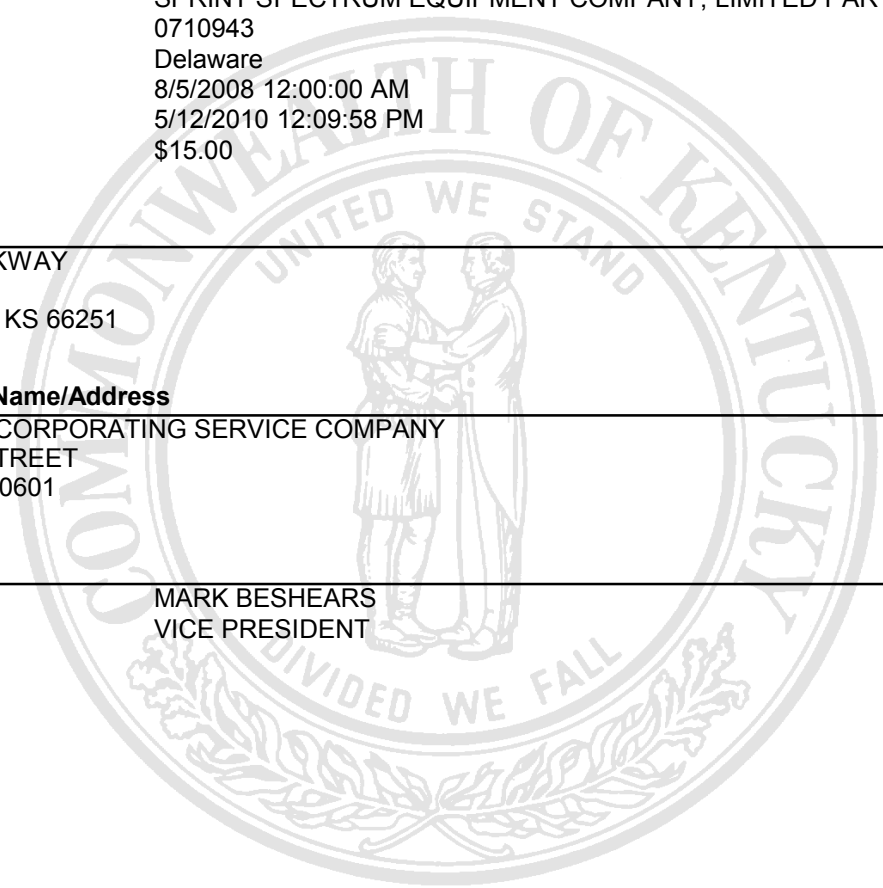 SPRINT SPECTRUM EQUIPMENT COMPANY, LIMITED PAR
0710943
Delaware
8/5/2008 12:00:00 AM
5/12/2010 12:09:58 PM
$15.00
COMMONWEALTH OF KENTUCKY
UNITED WE STAND
KWAY
KS 66251
Name/Address
CORPORATING SERVICE COMPANY
TREET
0601
MARK BESHEARS
VICE PRESIDENT
DIVIDED WE FALL